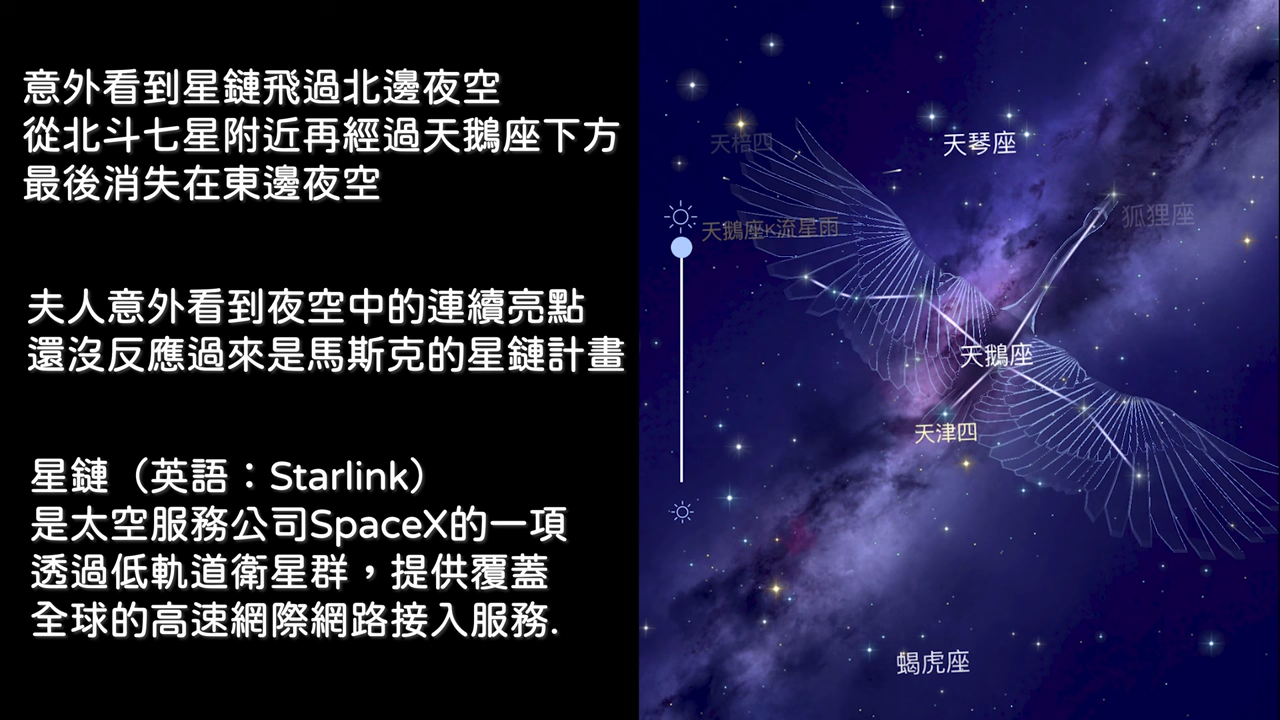 意外看到星鏈飛過北邊夜空
從北斗七星附近再經過天鵝座下方
最後消失在東邊夜空
夫人意外看到夜空中的連續亮點
還沒反應過來是馬斯克的星鏈計畫
星鏈（英語：Starlink）
是太空服務公司SpaceX的一項
透過低軌道衛星群，提供覆蓋
全球的高速網際網路接入服務.
天棓四
天琴座
狐狸座
天鵝座κ流星雨
天鵝座
天津四
蝎虎座